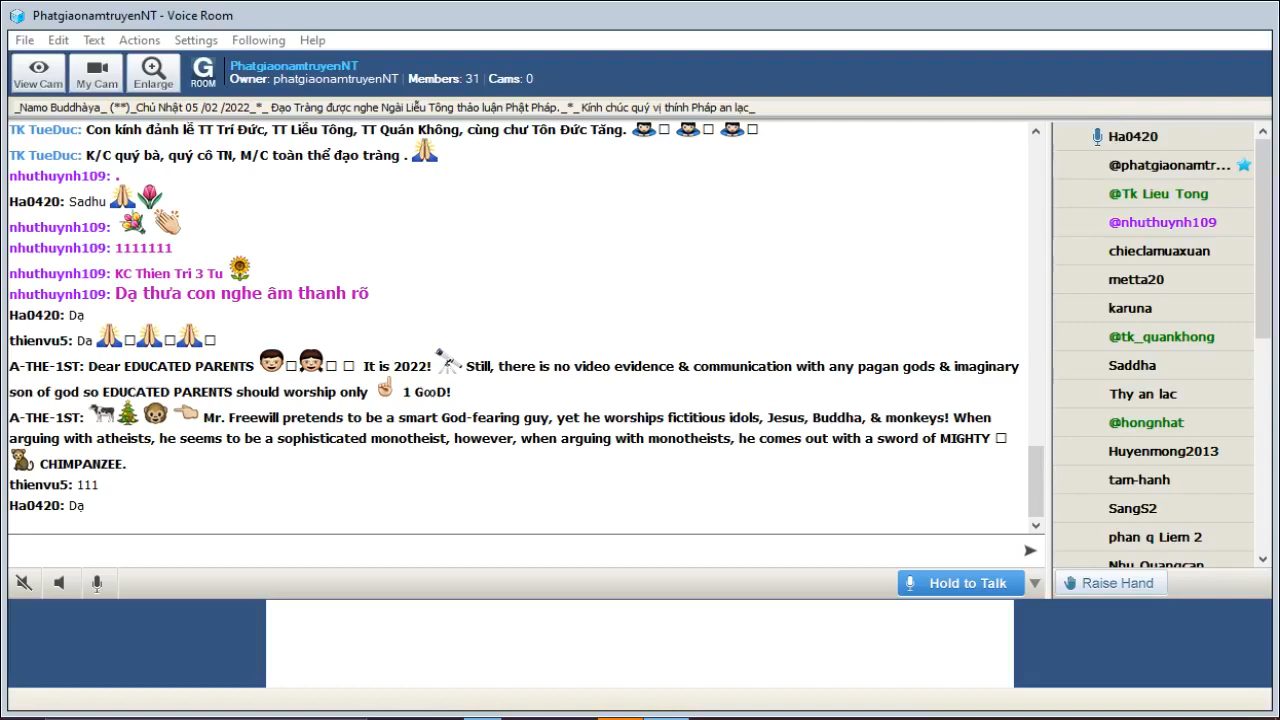 PhatgiaonamtruyenNT - Voice Room
File Edit Text Actions Settings Following Help
View Cam My Cam Enlarge G ROOM
PhatgiaonamtruyenNT
Owner: phatgiaonamtruyenNT | Members: 31 | Cams: 0
_Namo Buddhàya_ (**)_Chủ Nhật 05 /02 /2022_*_ Đạo Tràng được nghe Ngài Liễu Tông thảo luận Phật Pháp._*_Kính chúc quý vị thính Pháp an lạc_
TK TueDuc: Con kính đảnh lễ TT Trí Đức, TT Liễu Tông, TT Quán Không, cùng chư Tôn Đức Tăng.
TK TueDuc: K/C quý bà, quý cô TN, M/C toàn thể đạo tràng .
nhuthuynh109: .
Ha0420: Sadhu
nhuthuynh109:
nhuthuynh109: 1111111
nhuthuynh109: KC Thien Tri 3 Tu
nhuthuynh109: Dạ thưa con nghe âm thanh rõ
Ha0420: Dạ
thienvu5: Da
A-THE-1ST: Dear EDUCATED PARENTS It is 2022! Still, there is no video evidence & communication with any pagan gods & imaginary
son of god so EDUCATED PARENTS should worship only ☝ 1 GooD!
A-THE-1ST: Mr. Freewill pretends to be a smart God-fearing guy, yet he worships fictitious idols, Jesus, Buddha, & monkeys! When
arguing with atheists, he seems to be a sophisticated monotheist, however, when arguing with monotheists, he comes out with a sword of MIGHTY
CHIMPANZEE.
thienvu5: 111
Ha0420: Dạ
Hold to Talk
Ha0420
@phatgiaonamtr...
@Tk Lieu Tong
@nhuthuynh109
chieclamuaxuan
metta20
karuna
@tk_quankhong
Saddha
Thy an lac
@hongnhat
Huyenmong2013
tam-hanh
SangS2
phan q Liem 2
Nhu Quangcan
Raise Hand